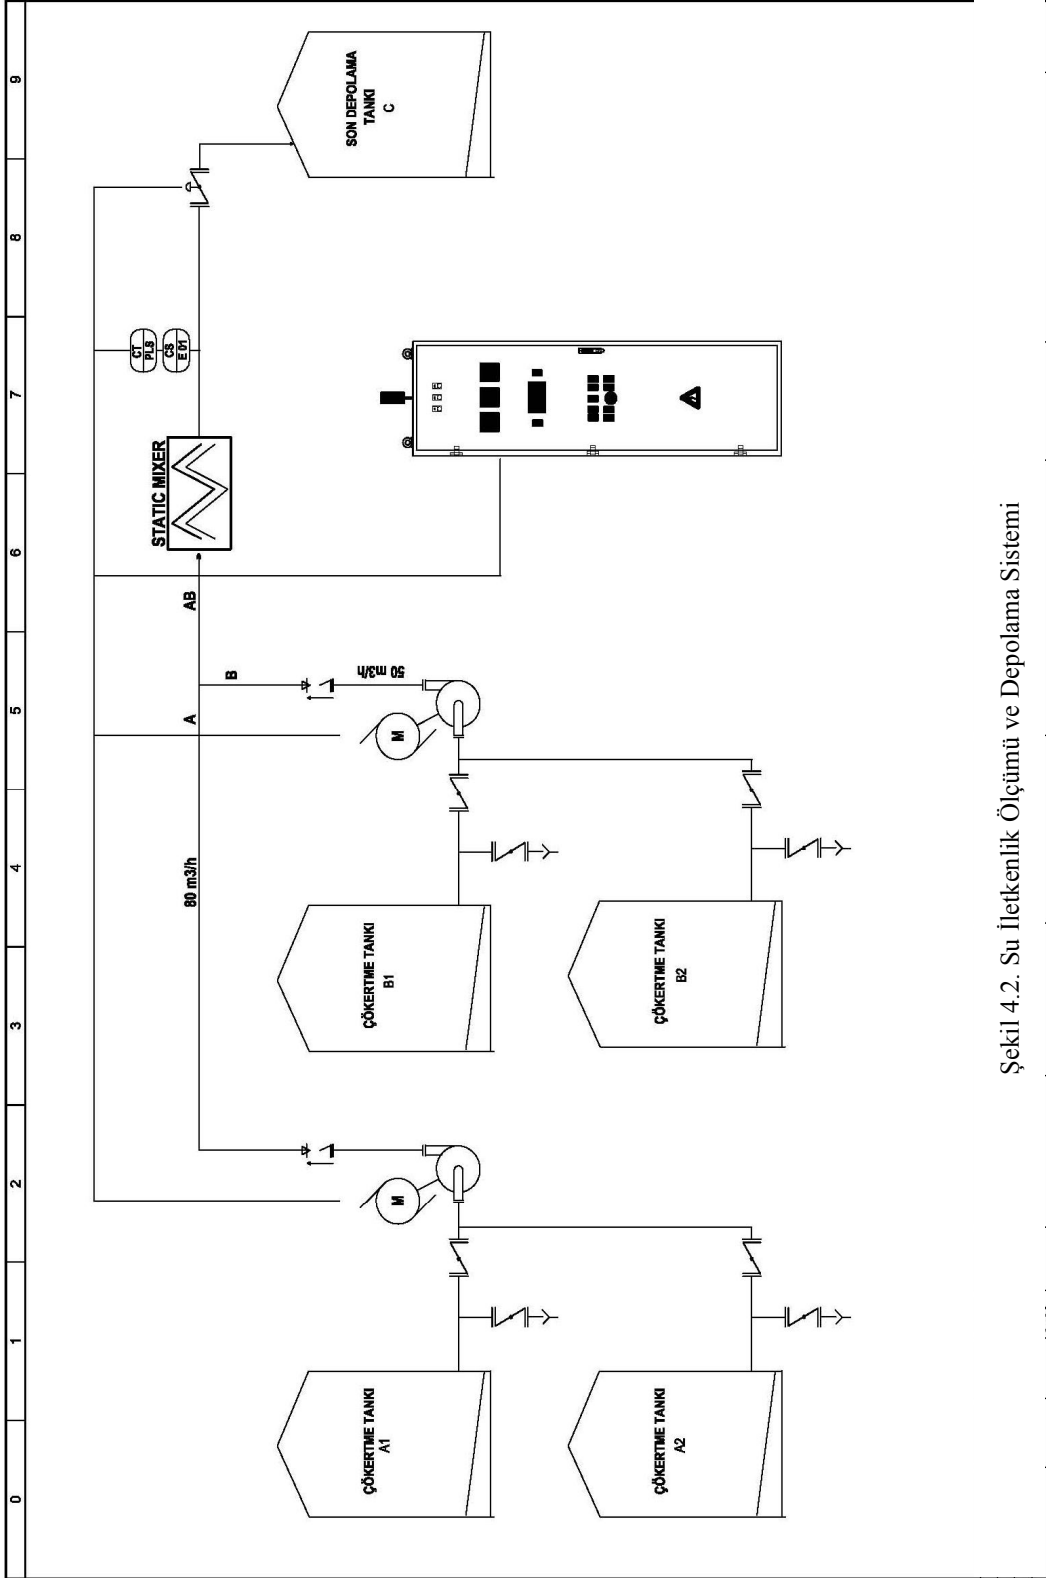 0 1 2 3 4 5 6 7 8 9
STATIC MIXER
CT
PLS
CS
E 01
SON DEPOLAMA
TANKI
C
80 m3/h
A
AB
B
50 m3/h
M
M
ÇÖKERTME TANKI
A1
ÇÖKERTME TANKI
B1
ÇÖKERTME TANKI
A2
ÇÖKERTME TANKI
B2
Şekil 4.2. Su İletkenlik Ölçümü ve Depolama Sistemi